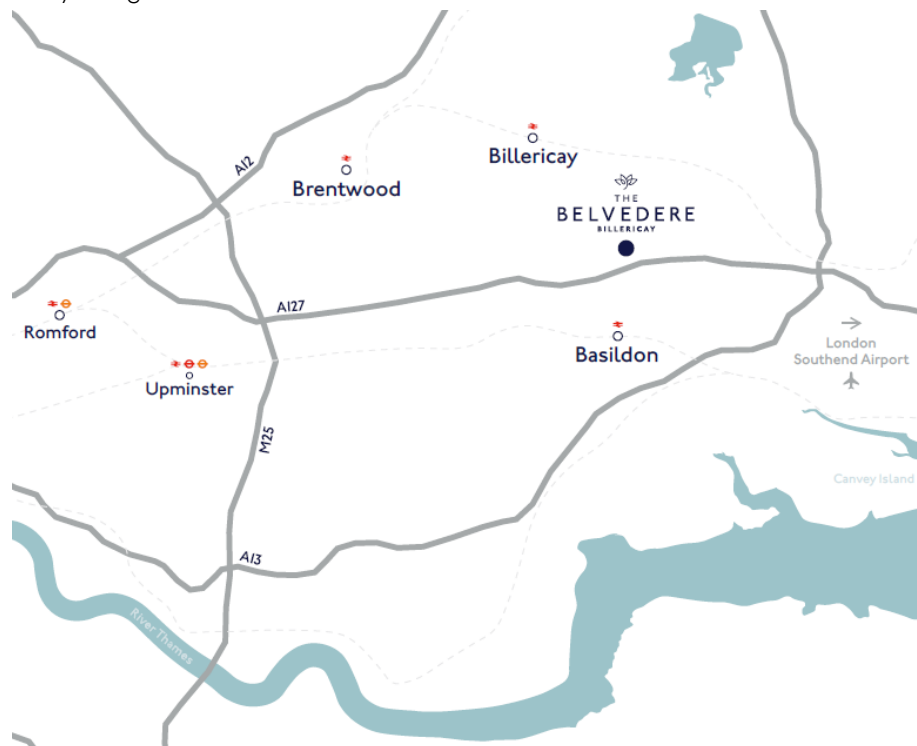 A12
Brentwood
Billericay
THE
BELVEDERE
BILLERICAY
A127
Romford
Upminster
Basildon
London
Southend Airport
M25
Canvey Island
A13
River Thames